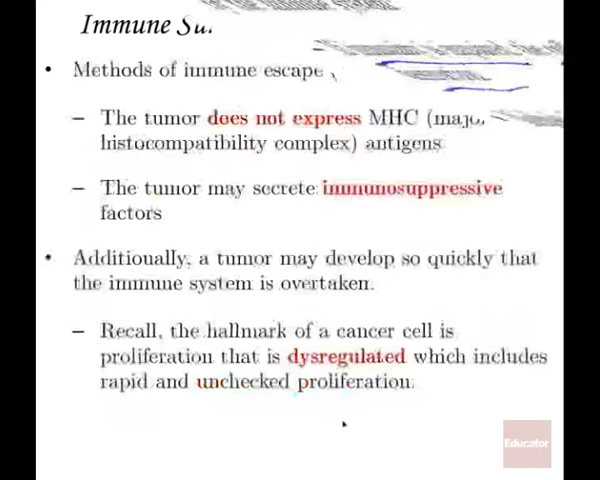 Immune
• Methods of immune escape
– The tumor does not express MHC (major
histocompatibility complex) antigens
– The tumor may secrete immunosuppressive
factors
• Additionally, a tumor may develop so quickly that
the immune system is overtaken.
– Recall, the hallmark of a cancer cell is
proliferation that is dysregulated which includes
rapid and unchecked proliferation.
Educator